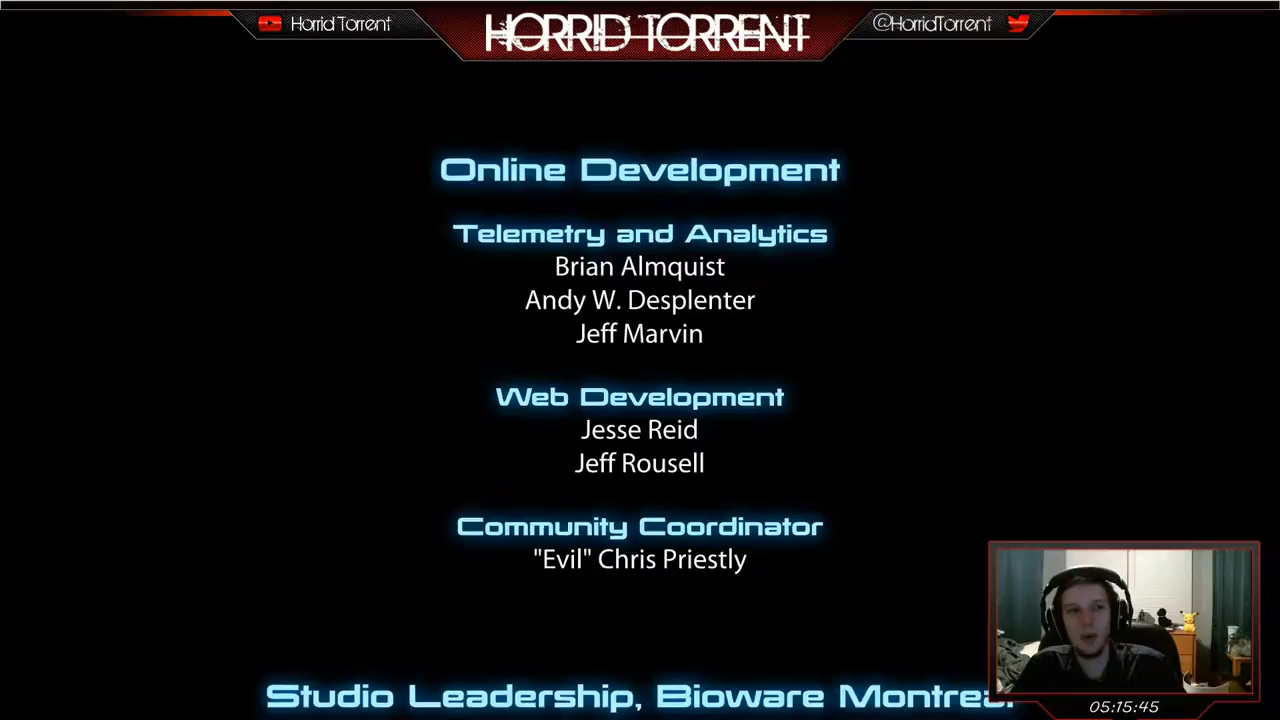 Horrid Torrent
HORRID TORRENT
@HorridTorrent
Online Development
Telemetry and Analytics
Brian Almquist
Andy W. Desplenter
Jeff Marvin
Web Development
Jesse Reid
Jeff Rousell
Community Coordinator
"Evil" Chris Priestly
Studio Leadership, Bioware Montreal
05:15:45